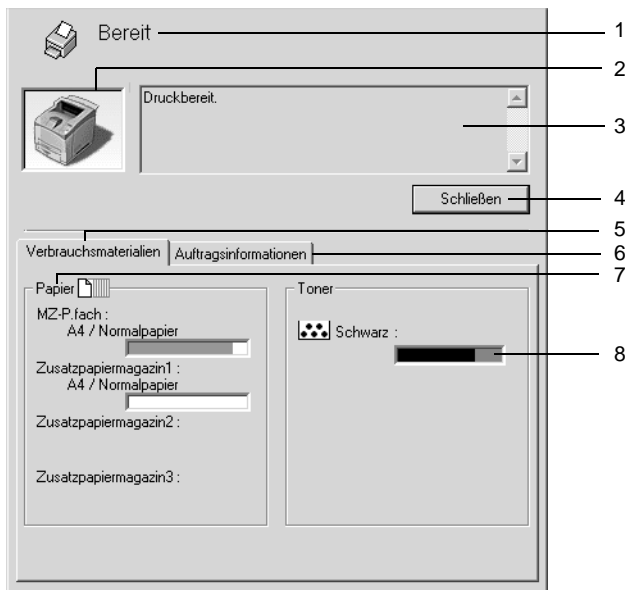 Bereit
1
2
Druckbereit.
3
Schließen
4
5
Verbrauchsmaterialien
Auftragsinformationen
6
7
Papier
Toner
MZ-P.fach :
A4 / Normalpapier
Schwarz :
8
Zusatzpapiermagazin1 :
A4 / Normalpapier
Zusatzpapiermagazin2 :
Zusatzpapiermagazin3 :